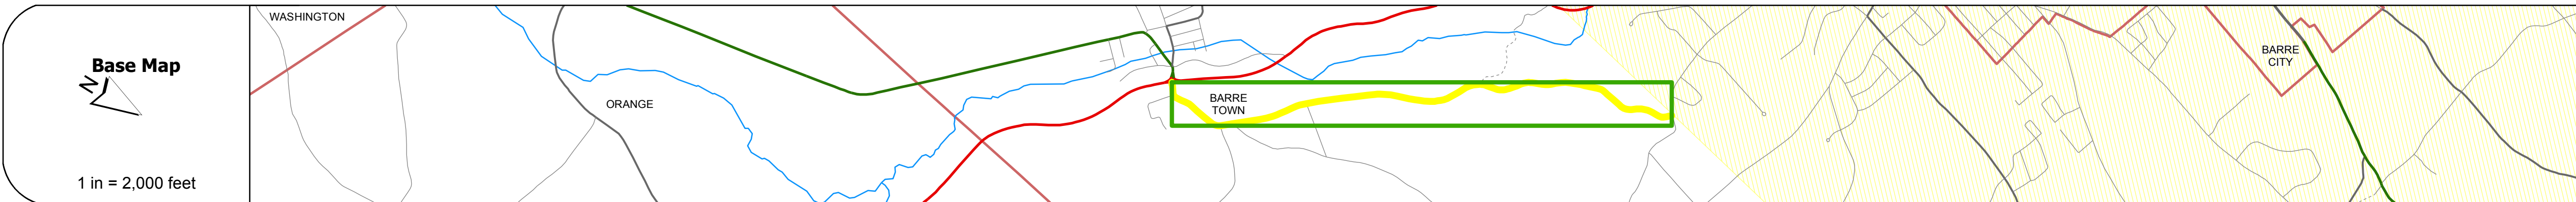 Base Map
N
1 in = 2,000 feet
WASHINGTON
ORANGE
BARRE
TOWN
BARRE
CITY